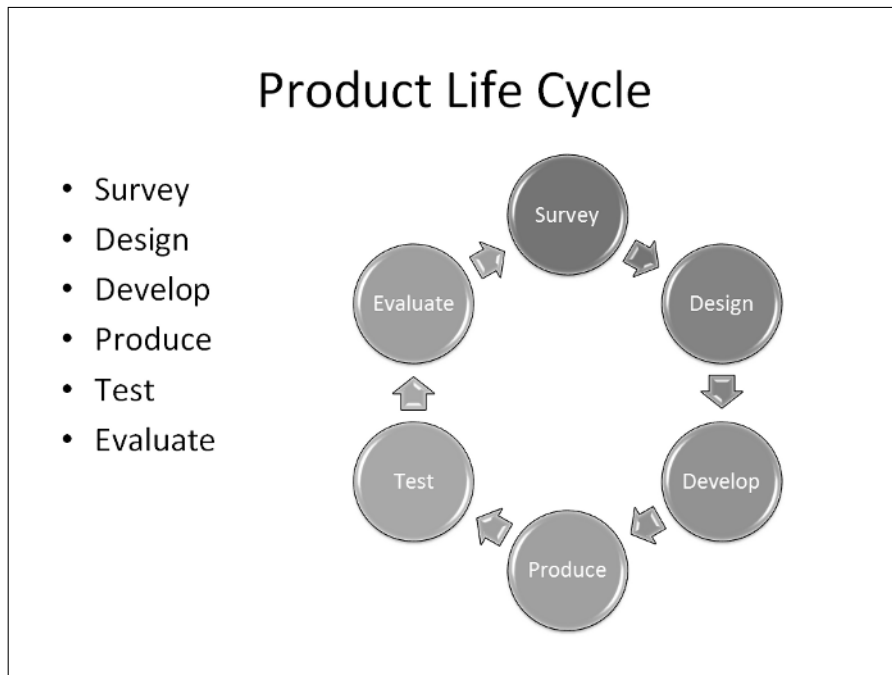 Product Life Cycle
• Survey
• Design
• Develop
• Produce
• Test
• Evaluate
Survey
Design
Develop
Produce
Test
Evaluate